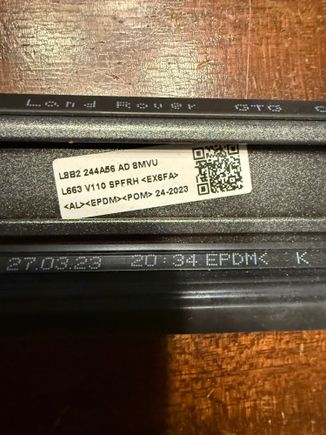 Land Rover GTG
L8B2 244A56 AD 8MVU
L663 V110 SPFRH <EX6FA>
<AL><EPDM><POM> 24-2023
27.03.23 20:34 EPDM< K